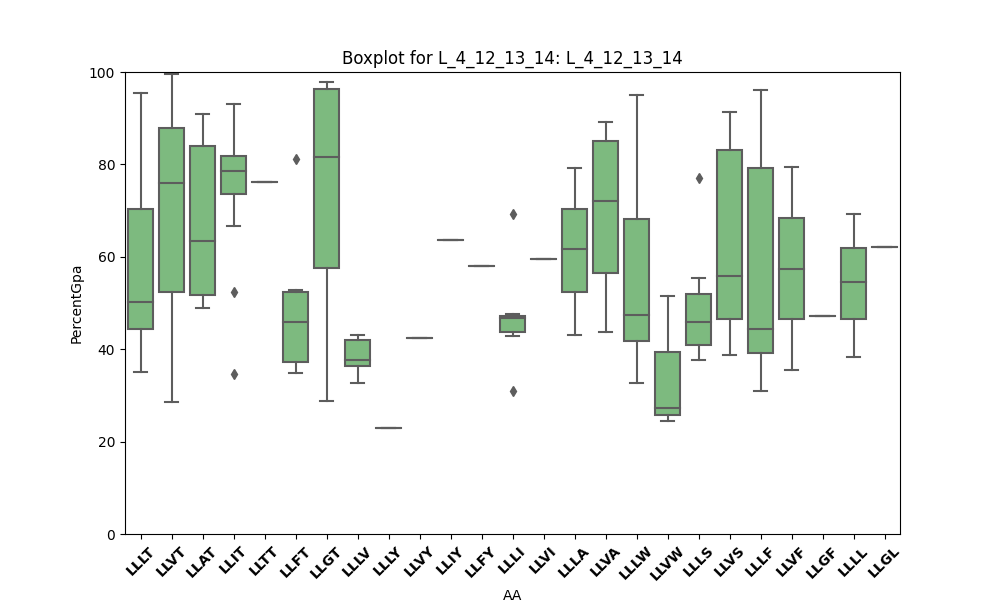 Boxplot for L_4_12_13_14: L_4_12_13_14
100
80
60
40
20
0
PercentGpa
LLLT LLVT LLAT LLIT LLTT LLFT LLGT LLLV LLLY LLVY LLIY LLFY LLLI LLVI LLLA LLVA LLLW LLVW LLLS LLVS LLLF LLVF LLGF LLLL LLGL
AA